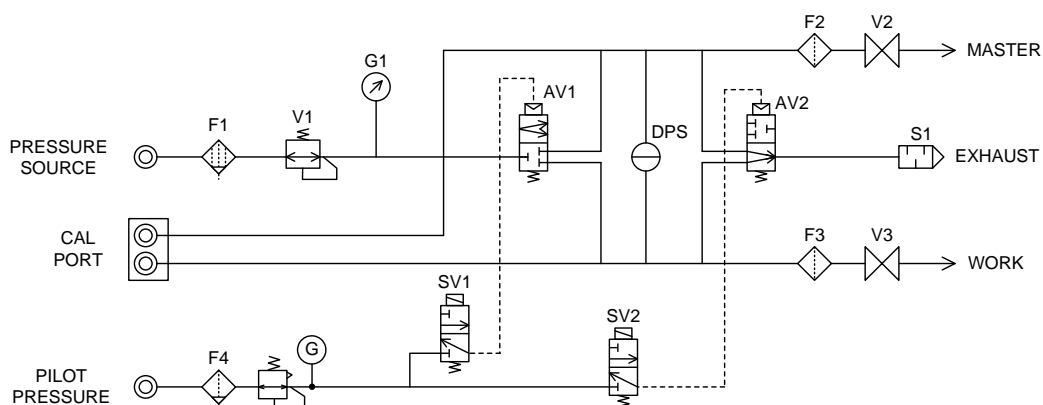 F2
V2
MASTER
G1
AV1
AV2
F1
V1
DPS
S1
PRESSURE
SOURCE
EXHAUST
CAL
PORT
F3
V3
WORK
SV1
SV2
F4
G
PILOT
PRESSURE